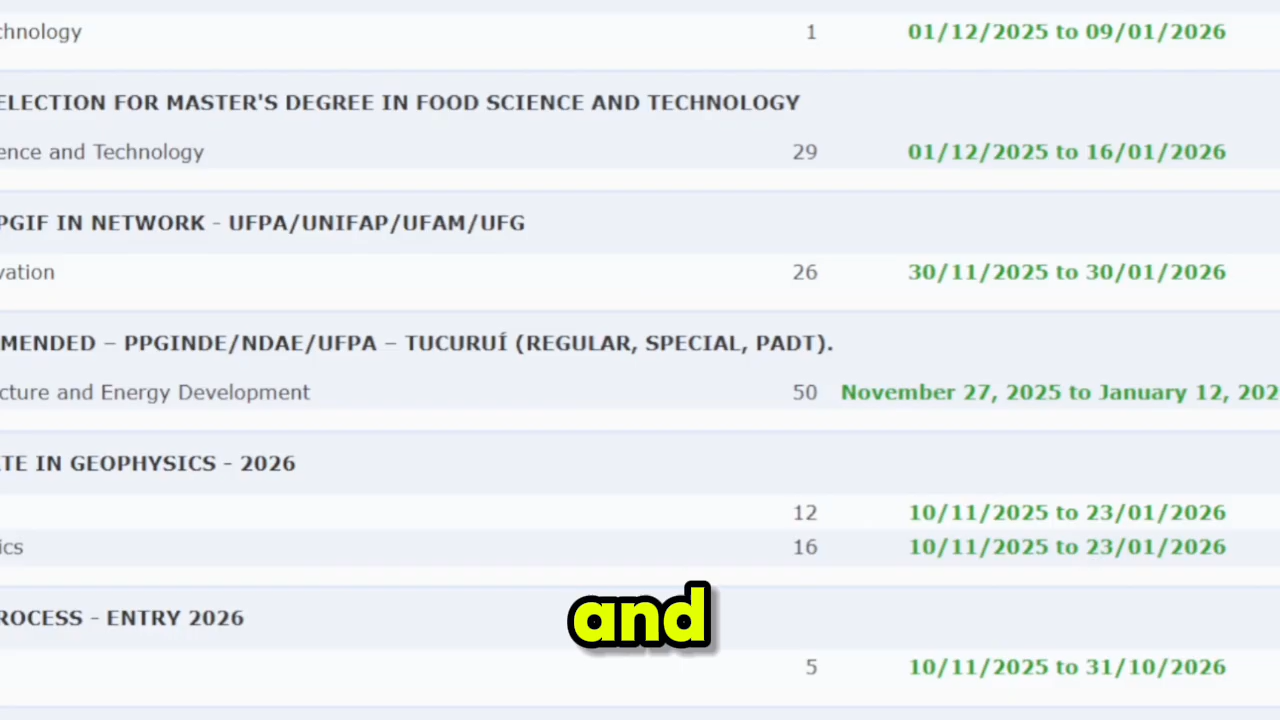 chnology 1 01/12/2025 to 09/01/2026
ELECTION FOR MASTER'S DEGREE IN FOOD SCIENCE AND TECHNOLOGY
ence and Technology 29 01/12/2025 to 16/01/2026
PGIF IN NETWORK - UFPA/UNIFAP/UFAM/UFG
vation 26 30/11/2025 to 30/01/2026
MENDED – PPGINDE/NDAE/UFPA – TUCURUÍ (REGULAR, SPECIAL, PADT).
cture and Energy Development 50 November 27, 2025 to January 12, 202
TE IN GEOPHYSICS - 2026
12 10/11/2025 to 23/01/2026
ics 16 10/11/2025 to 23/01/2026
ROCESS - ENTRY 2026
and
5 10/11/2025 to 31/10/2026